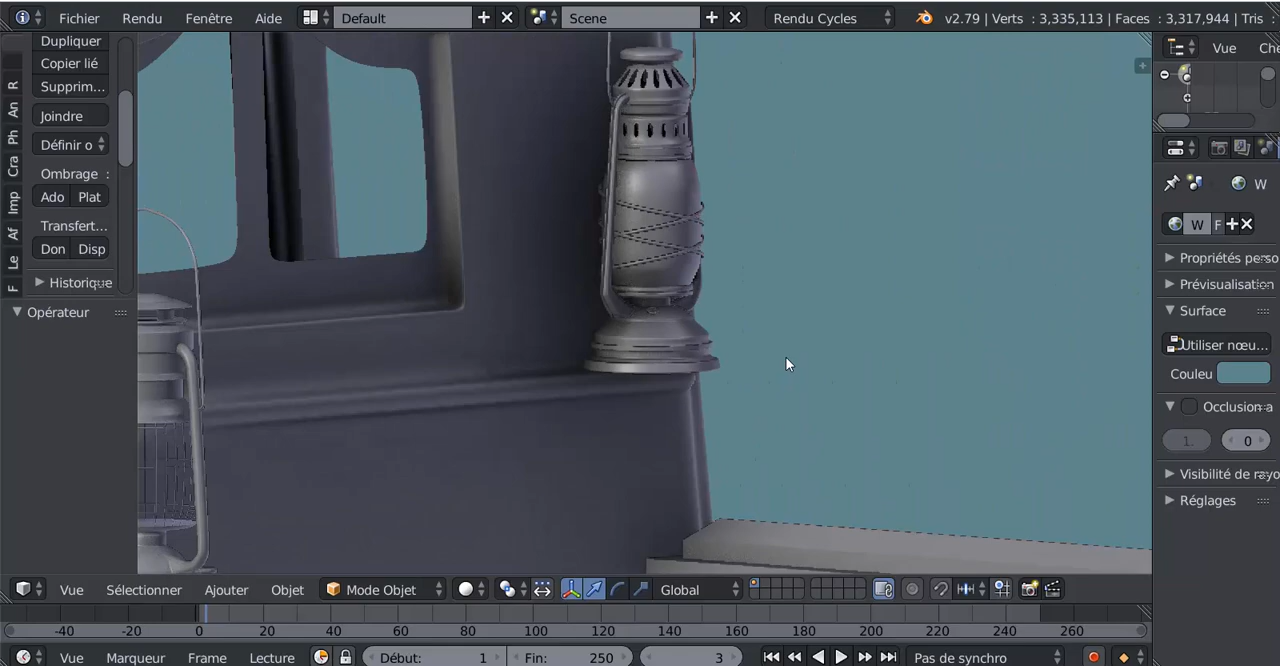 Fichier Rendu Fenêtre Aide Default Scene Rendu Cycles v2.79 | Verts : 3,335,113 | Faces : 3,317,944 | Tris :
Dupliquer
Copier lié
Supprim...
Joindre
Définir o
Ombrage :
Ado Plat
Transfert...
Don Disp
Historique
Opérateur
R
An
Ph
Cra
Imp
Af
Le
F
Vue Che
W
W F
Propriétés perso
Prévisualisation
Surface
Utiliser nœu...
Couleu
Occlusion a
1. 0
Visibilité de rayo
Réglages
Vue Sélectionner Ajouter Objet Mode Objet Global
-40 -20 0 20 40 60 80 100 120 140 160 180 200 220 240 260
Vue Marqueur Frame Lecture Début: 1 Fin: 250 3 Pas de synchro